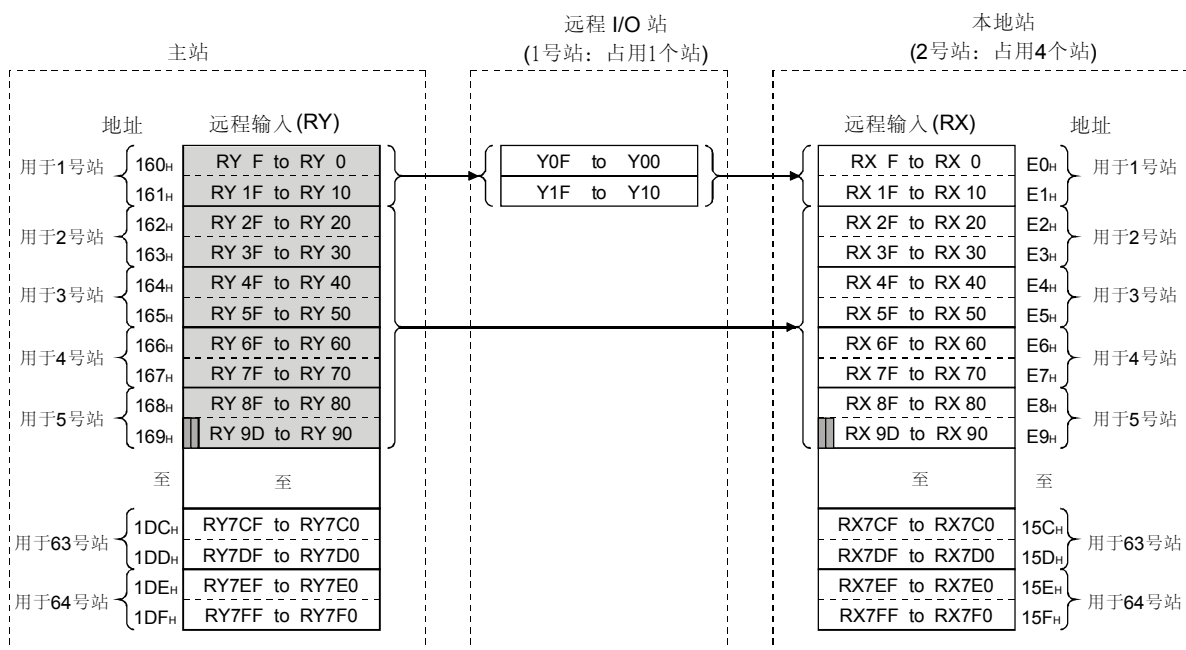 主站
远程 I/O 站
(1号站：占用1个站)
本地站
(2号站：占用4个站)
地址
远程输入(RY)
远程输入(RX)
地址
用于1号站
160H
RY F to RY 0
Y0F to Y00
RX F to RX 0
E0H
用于1号站
161H
RY 1F to RY 10
Y1F to Y10
RX 1F to RX 10
E1H
用于2号站
162H
RY 2F to RY 20
RX 2F to RX 20
E2H
用于2号站
163H
RY 3F to RY 30
RX 3F to RX 30
E3H
用于3号站
164H
RY 4F to RY 40
RX 4F to RX 40
E4H
用于3号站
165H
RY 5F to RY 50
RX 5F to RX 50
E5H
用于4号站
166H
RY 6F to RY 60
RX 6F to RX 60
E6H
用于4号站
167H
RY 7F to RY 70
RX 7F to RX 70
E7H
用于5号站
168H
RY 8F to RY 80
RX 8F to RX 80
E8H
用于5号站
169H
RY 9D to RY 90
RX 9D to RX 90
E9H
至
至
至
至
用于63号站
1DCH
RY7CF to RY7C0
RX7CF to RX7C0
15CH
用于63号站
1DDH
RY7DF to RY7D0
RX7DF to RX7D0
15DH
用于64号站
1DEH
RY7EF to RY7E0
RX7EF to RX7E0
15EH
用于64号站
1DFH
RY7FF to RY7F0
RX7FF to RX7F0
15FH